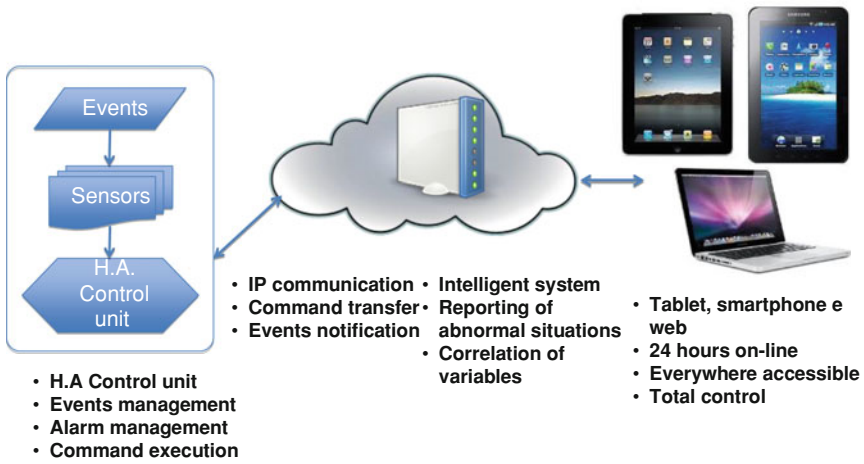 Events
Sensors
H.A.
Control
unit
• H.A Control unit
• Events management
• Alarm management
• Command execution
• IP communication
• Command transfer
• Events notification
• Intelligent system
• Reporting of
abnormal situations
• Correlation of
variables
SAMSUNG
• Tablet, smartphone e
web
• 24 hours on-line
• Everywhere accessible
• Total control